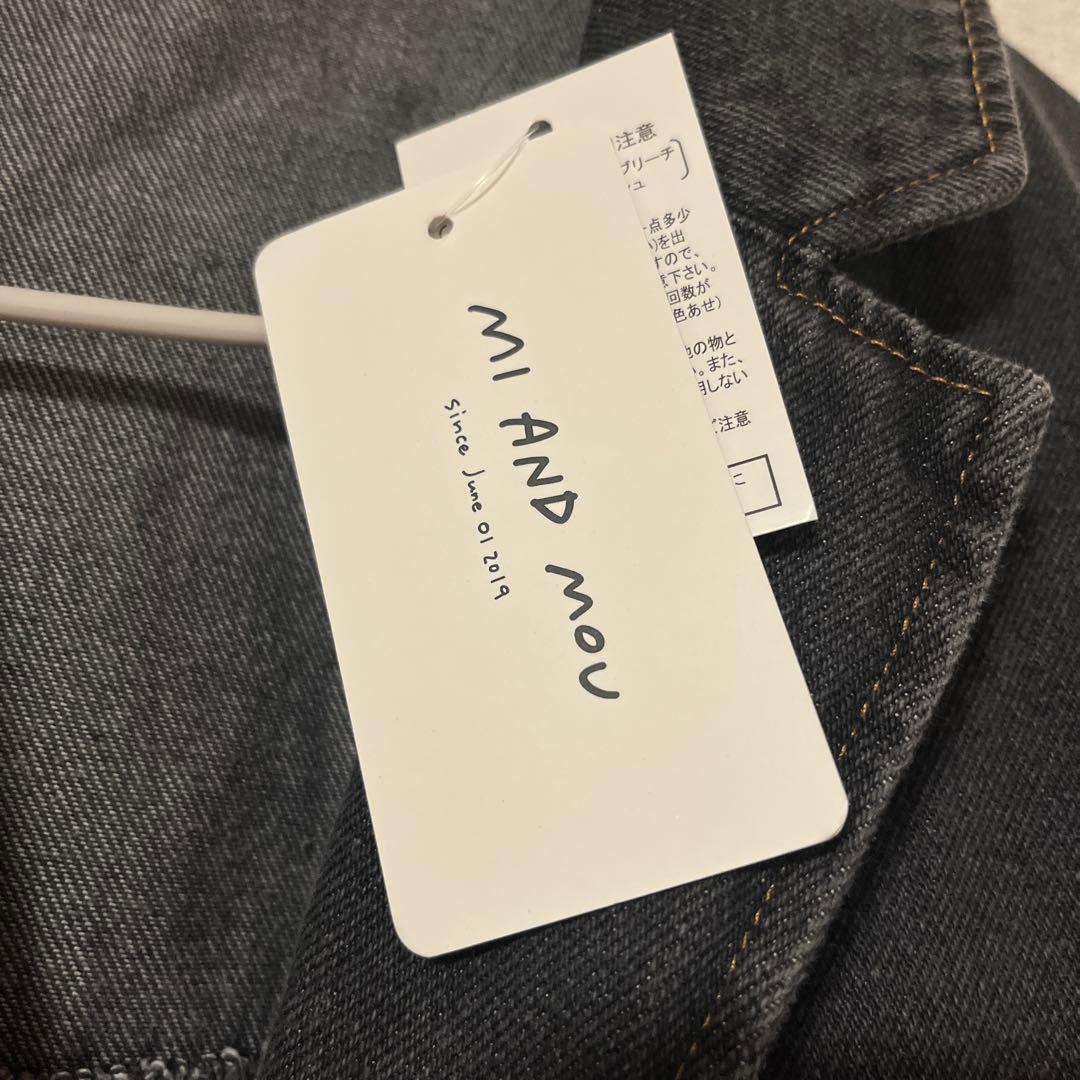 MI AND MOU
since June 01 2019
注意
ブリーチ
点多少
を出
すので、
意下さい。
回数が
色あせ)
他の物と
。また、
用しない
ご注意